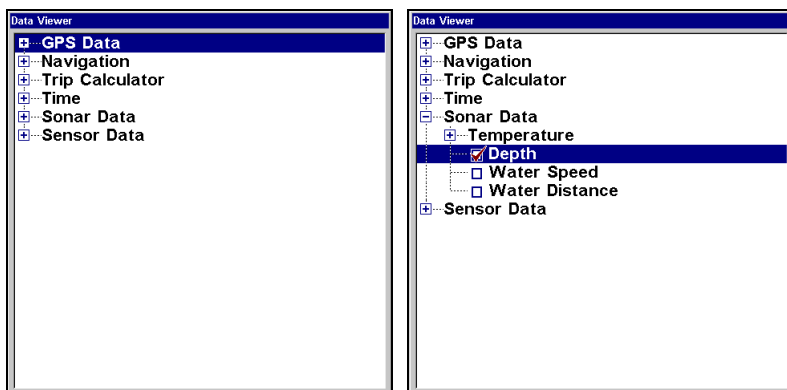 Data Viewer
GPS Data
Navigation
Trip Calculator
Time
Sonar Data
Sensor Data
Data Viewer
GPS Data
Navigation
Trip Calculator
Time
Sonar Data
Temperature
Depth
Water Speed
Water Distance
Sensor Data